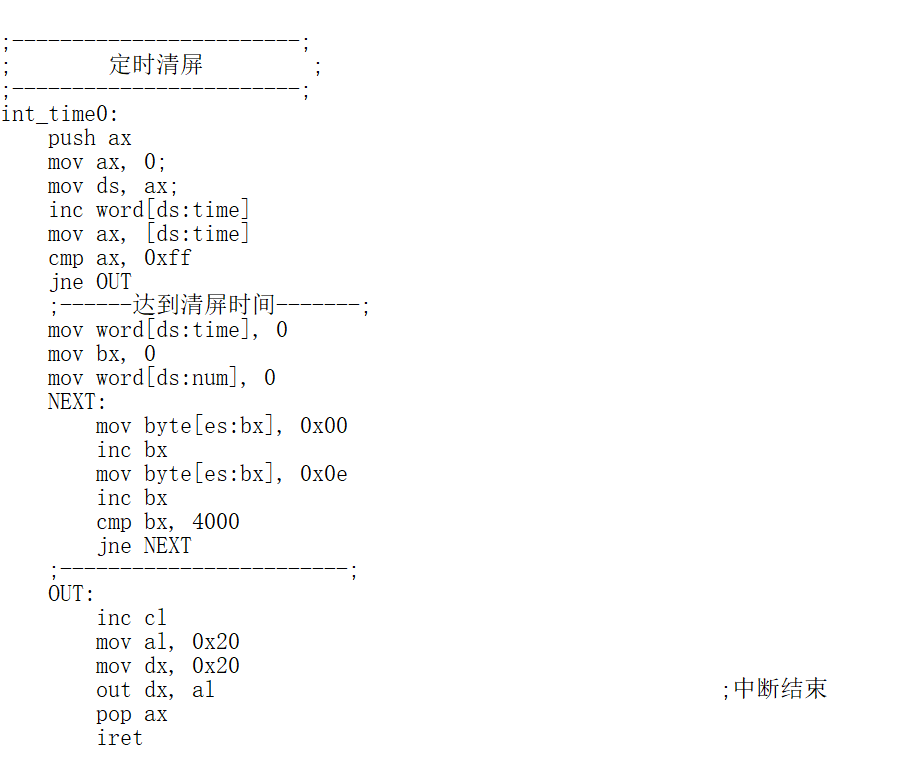 ;------------------------;
;        定时清屏         ;
;------------------------;
int_time0:
    push ax
    mov ax, 0;
    mov ds, ax;
    inc word[ds:time]
    mov ax, [ds:time]
    cmp ax, 0xff
    jne OUT
    ;------达到清屏时间-------;
    mov word[ds:time], 0
    mov bx, 0
    mov word[ds:num], 0
    NEXT:
        mov byte[es:bx], 0x00
        inc bx
        mov byte[es:bx], 0x0e
        inc bx
        cmp bx, 4000
        jne NEXT
    ;------------------------;
    OUT:
        inc cl
        mov al, 0x20
        mov dx, 0x20
        out dx, al                                          ;中断结束
        pop ax
        iret